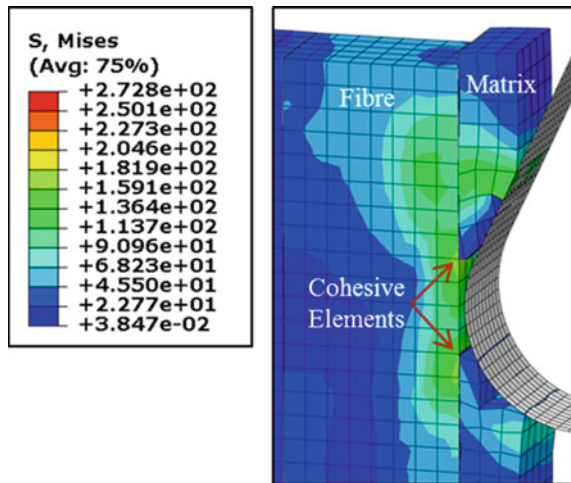 S, Mises
(Avg: 75%)
+2.728e+02
+2.501e+02
+2.273e+02
+2.046e+02
+1.819e+02
+1.591e+02
+1.364e+02
+1.137e+02
+9.096e+01
+6.823e+01
+4.550e+01
+2.277e+01
+3.847e-02
Fibre
Matrix
Cohesive
Elements